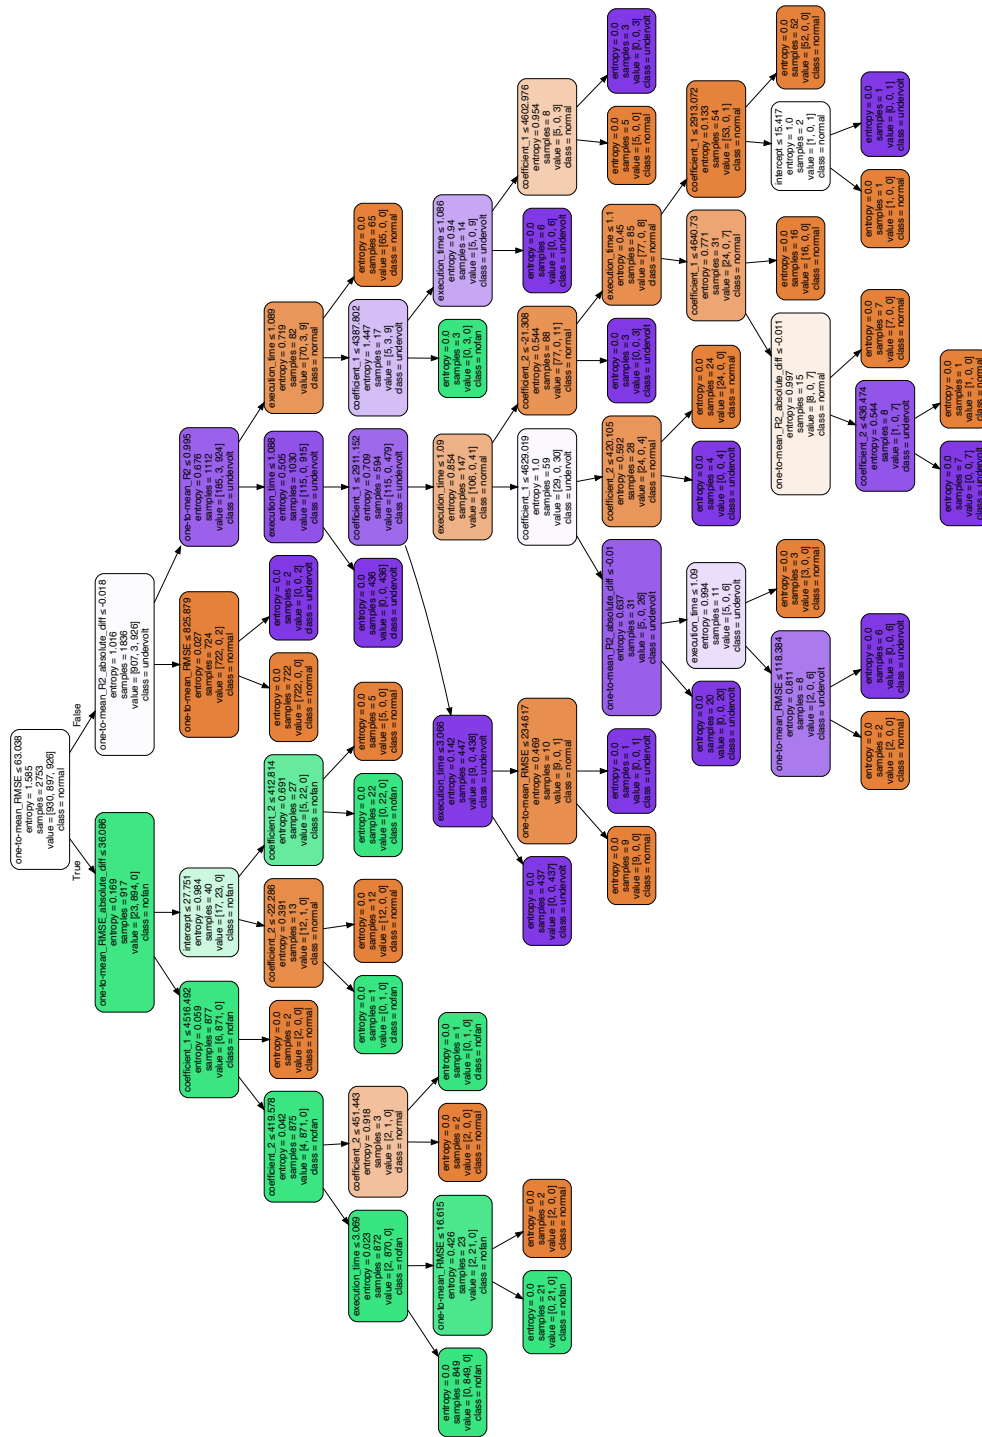 one-to-mean_RMSE ≤ 63.038
entropy = 1.585
samples = 2753
value = [930, 897, 926]
class = normal
True
False
one-to-mean_RMSE_absolute_diff ≤ 36.086
entropy = 0.169
samples = 917
value = [23, 894, 0]
class = nofan
one-to-mean_R2_absolute_diff ≤ -0.018
entropy = 1.016
samples = 1836
value = [907, 3, 926]
class = undervolt
coefficient_1 ≤ 4516.492
entropy = 0.059
samples = 877
value = [6, 871, 0]
class = nofan
intercept ≤ 27.751
entropy = 0.984
samples = 40
value = [17, 23, 0]
class = nofan
one-to-mean_RMSE ≤ 825.879
entropy = 0.027
samples = 724
value = [722, 0, 2]
class = normal
one-to-mean_R2 ≤ 0.995
entropy = 0.676
samples = 1112
value = [185, 3, 924]
class = undervolt
coefficient_2 ≤ 419.578
entropy = 0.042
samples = 875
value = [4, 871, 0]
class = nofan
entropy = 0.0
samples = 2
value = [2, 0, 0]
class = normal
coefficient_2 ≤ -22.286
entropy = 0.391
samples = 13
value = [12, 1, 0]
class = normal
coefficient_2 ≤ 412.814
entropy = 0.691
samples = 27
value = [5, 22, 0]
class = nofan
entropy = 0.0
samples = 722
value = [722, 0, 0]
class = normal
entropy = 0.0
samples = 2
value = [0, 0, 2]
class = undervolt
execution_time ≤ 1.088
entropy = 0.505
samples = 1030
value = [115, 0, 915]
class = undervolt
execution_time ≤ 1.089
entropy = 0.719
samples = 82
value = [70, 3, 9]
class = normal
execution_time ≤ 3.069
entropy = 0.023
samples = 872
value = [2, 870, 0]
class = nofan
coefficient_2 ≤ 451.443
entropy = 0.918
samples = 3
value = [2, 1, 0]
class = normal
entropy = 0.0
samples = 1
value = [0, 1, 0]
class = nofan
entropy = 0.0
samples = 12
value = [12, 0, 0]
class = normal
entropy = 0.0
samples = 22
value = [0, 22, 0]
class = nofan
entropy = 0.0
samples = 5
value = [5, 0, 0]
class = normal
entropy = 0.0
samples = 436
value = [0, 0, 436]
class = undervolt
coefficient_1 ≤ 2911.152
entropy = 0.709
samples = 594
value = [115, 0, 479]
class = undervolt
coefficient_1 ≤ 4387.802
entropy = 1.447
samples = 17
value = [5, 3, 9]
class = undervolt
entropy = 0.0
samples = 65
value = [65, 0, 0]
class = normal
entropy = 0.0
samples = 849
value = [0, 849, 0]
class = nofan
one-to-mean_RMSE ≤ 16.615
entropy = 0.426
samples = 23
value = [2, 21, 0]
class = nofan
entropy = 0.0
samples = 2
value = [2, 0, 0]
class = normal
entropy = 0.0
samples = 1
value = [0, 1, 0]
class = nofan
execution_time ≤ 3.066
entropy = 0.142
samples = 447
value = [9, 0, 438]
class = undervolt
execution_time ≤ 1.09
entropy = 0.854
samples = 147
value = [106, 0, 41]
class = normal
entropy = 0.0
samples = 3
value = [0, 3, 0]
class = nofan
execution_time ≤ 1.086
entropy = 0.94
samples = 14
value = [5, 0, 9]
class = undervolt
entropy = 0.0
samples = 21
value = [0, 21, 0]
class = nofan
entropy = 0.0
samples = 2
value = [2, 0, 0]
class = normal
entropy = 0.0
samples = 437
value = [0, 0, 437]
class = undervolt
one-to-mean_RMSE ≤ 234.617
entropy = 0.469
samples = 10
value = [9, 0, 1]
class = normal
coefficient_1 ≤ 4629.019
entropy = 1.0
samples = 59
value = [29, 0, 30]
class = undervolt
coefficient_2 ≤ -21.308
entropy = 0.544
samples = 88
value = [77, 0, 11]
class = normal
entropy = 0.0
samples = 6
value = [0, 0, 6]
class = undervolt
coefficient_1 ≤ 4602.976
entropy = 0.954
samples = 8
value = [5, 0, 3]
class = normal
entropy = 0.0
samples = 9
value = [9, 0, 0]
class = normal
entropy = 0.0
samples = 1
value = [0, 0, 1]
class = undervolt
one-to-mean_R2_absolute_diff ≤ -0.01
entropy = 0.637
samples = 31
value = [5, 0, 26]
class = undervolt
coefficient_2 ≤ 420.105
entropy = 0.592
samples = 28
value = [24, 0, 4]
class = normal
entropy = 0.0
samples = 3
value = [0, 0, 3]
class = undervolt
execution_time ≤ 1.1
entropy = 0.45
samples = 85
value = [77, 0, 8]
class = normal
entropy = 0.0
samples = 5
value = [5, 0, 0]
class = normal
entropy = 0.0
samples = 3
value = [0, 0, 3]
class = undervolt
entropy = 0.0
samples = 20
value = [0, 0, 20]
class = undervolt
execution_time ≤ 1.09
entropy = 0.994
samples = 11
value = [5, 0, 6]
class = undervolt
entropy = 0.0
samples = 4
value = [0, 0, 4]
class = undervolt
entropy = 0.0
samples = 24
value = [24, 0, 0]
class = normal
coefficient_1 ≤ 4640.73
entropy = 0.771
samples = 31
value = [24, 0, 7]
class = normal
coefficient_1 ≤ 2913.072
entropy = 0.133
samples = 54
value = [53, 0, 1]
class = normal
one-to-mean_RMSE ≤ 118.384
entropy = 0.811
samples = 8
value = [2, 0, 6]
class = undervolt
entropy = 0.0
samples = 3
value = [3, 0, 0]
class = normal
one-to-mean_R2_absolute_diff ≤ -0.011
entropy = 0.997
samples = 15
value = [8, 0, 7]
class = normal
entropy = 0.0
samples = 16
value = [16, 0, 0]
class = normal
intercept ≤ 15.417
entropy = 1.0
samples = 2
value = [1, 0, 1]
class = normal
entropy = 0.0
samples = 52
value = [52, 0, 0]
class = normal
entropy = 0.0
samples = 2
value = [2, 0, 0]
class = normal
entropy = 0.0
samples = 6
value = [0, 0, 6]
class = undervolt
coefficient_2 ≤ 436.474
entropy = 0.544
samples = 8
value = [1, 0, 7]
class = undervolt
entropy = 0.0
samples = 7
value = [7, 0, 0]
class = normal
entropy = 0.0
samples = 1
value = [1, 0, 0]
class = normal
entropy = 0.0
samples = 1
value = [0, 0, 1]
class = undervolt
entropy = 0.0
samples = 7
value = [0, 0, 7]
class = undervolt
entropy = 0.0
samples = 1
value = [1, 0, 0]
class = normal